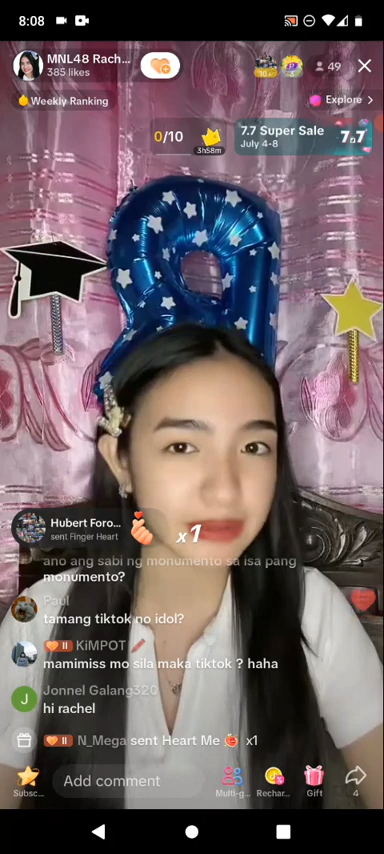 8:08
MNL48 Rach...
385 likes
49
Weekly Ranking
Explore >
0/10
3h58m
7.7 Super Sale
July 4-8
7.7
Hubert Foro...
sent Finger Heart
x1
ano ang sabi ng monumento sa isa pang
monumento?
Paul
tamang tiktok no idol?
II KiMPOT
mamimiss mo sila maka tiktok ? haha
J
Jonnel Galang320
hi rachel
II N_Mega sent Heart Me x1
Subsc...
Add comment
Multi-g...
Rechar...
Gift
4